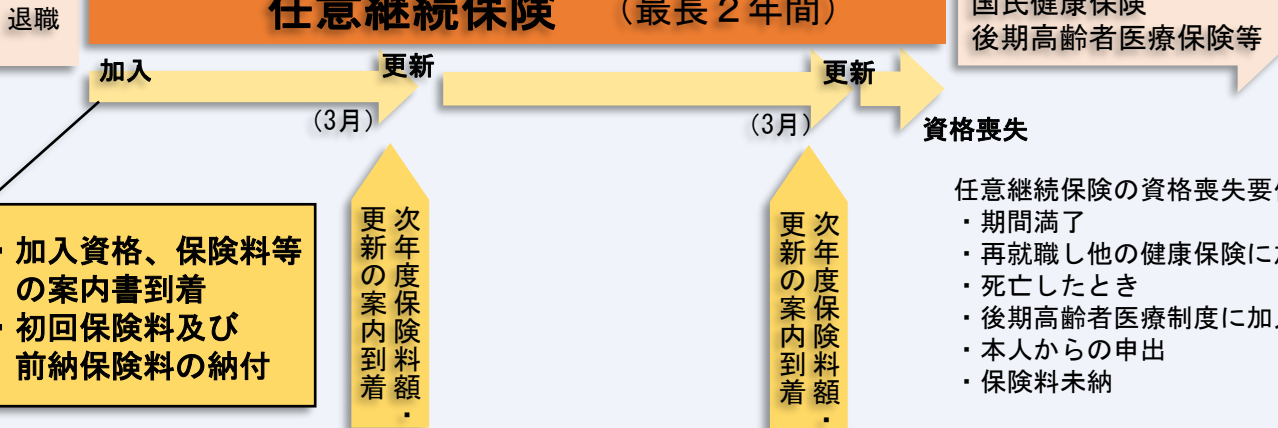 退職
任意継続保険 (最長２年間)
国民健康保険
後期高齢者医療保険等
加入
更新
更新
(3月)
(3月)
資格喪失
・加入資格、保険料等
の案内書到着
・初回保険料及び
前納保険料の納付
次年度保険料額・
更新の案内到着
次年度保険料額・
更新の案内到着
任意継続保険の資格喪失要
・期間満了
・再就職し他の健康保険に
・死亡したとき
・後期高齢者医療制度に加
・本人からの申出
・保険料未納